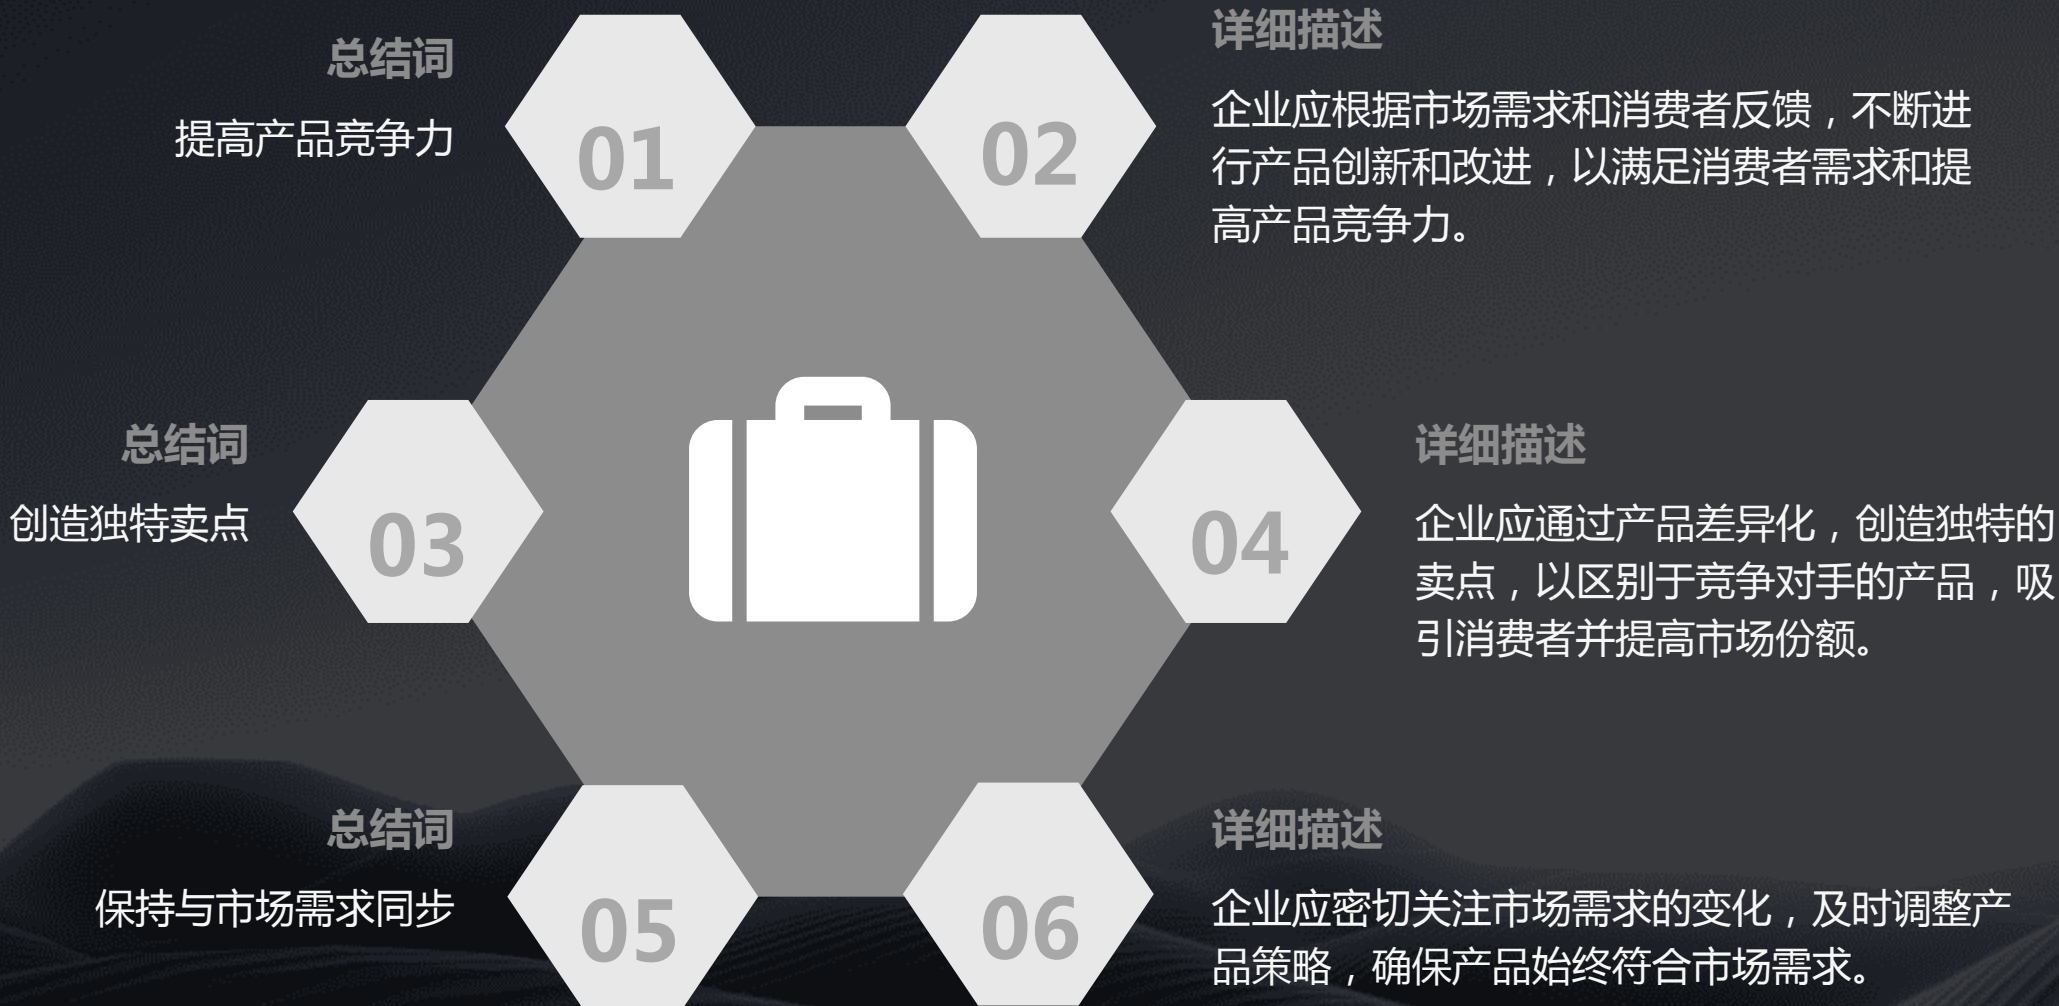 总结词
提高产品竞争力
01
02
详细描述
企业应根据市场需求和消费者反馈，不断进
行产品创新和改进，以满足消费者需求和提
高产品竞争力。
总结词
创造独特卖点
03
04
详细描述
企业应通过产品差异化，创造独特的
卖点，以区别于竞争对手的产品，吸
引消费者并提高市场份额。
总结词
保持与市场需求同步
05
06
详细描述
企业应密切关注市场需求的变化，及时调整产
品策略，确保产品始终符合市场需求。